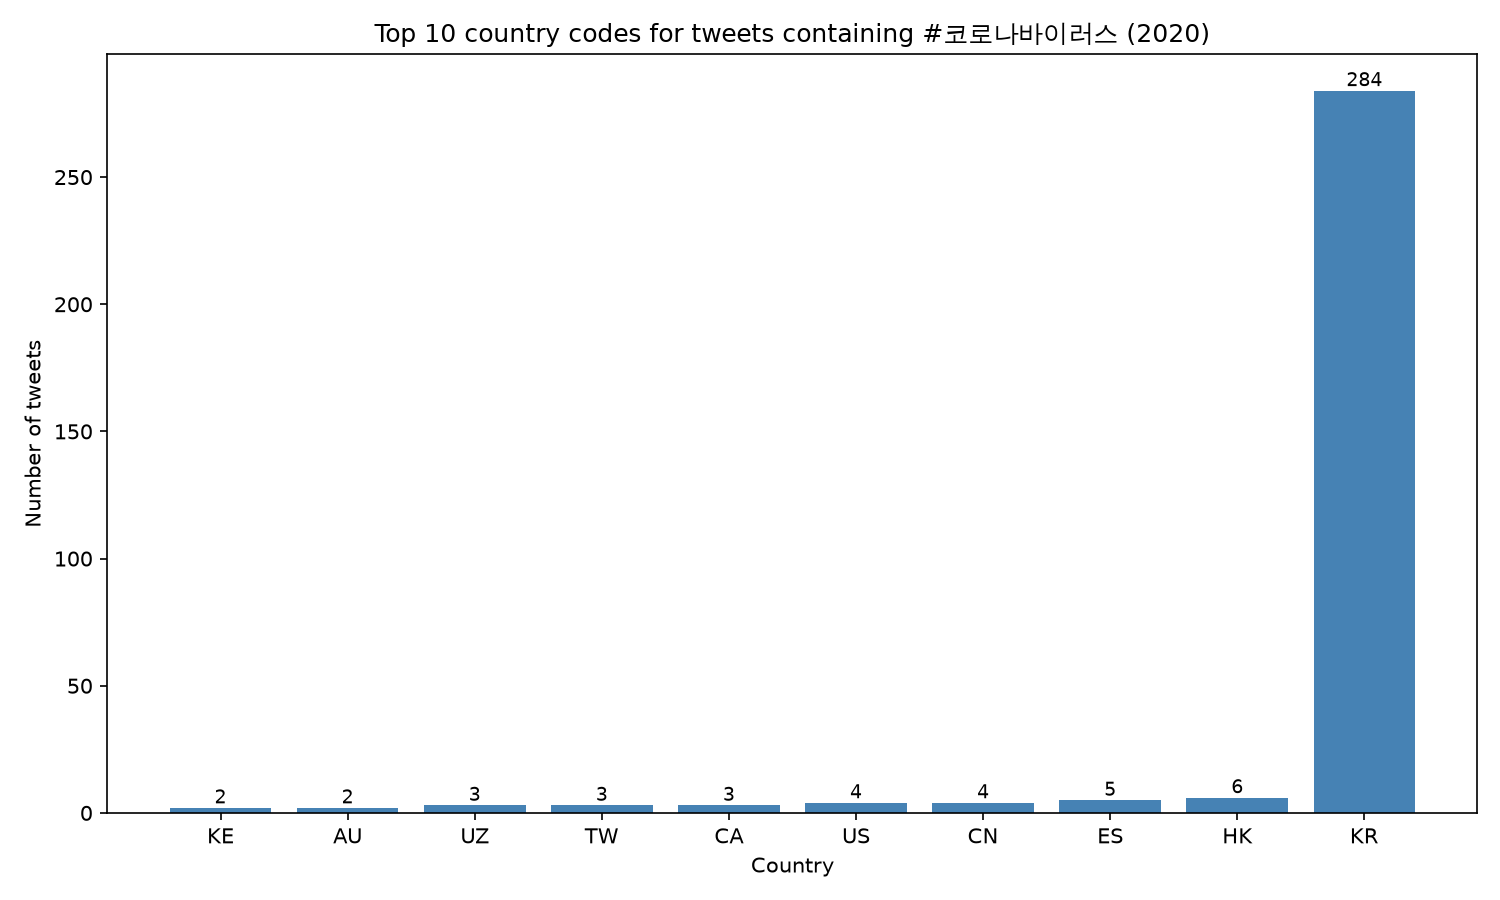 Top 10 country codes for tweets containing #코로나바이러스 (2020)
284
250
200
150
100
50
0
Number of tweets
2 2 3 3 3 4 4 5 6
KE AU UZ TW CA US CN ES HK KR
Country